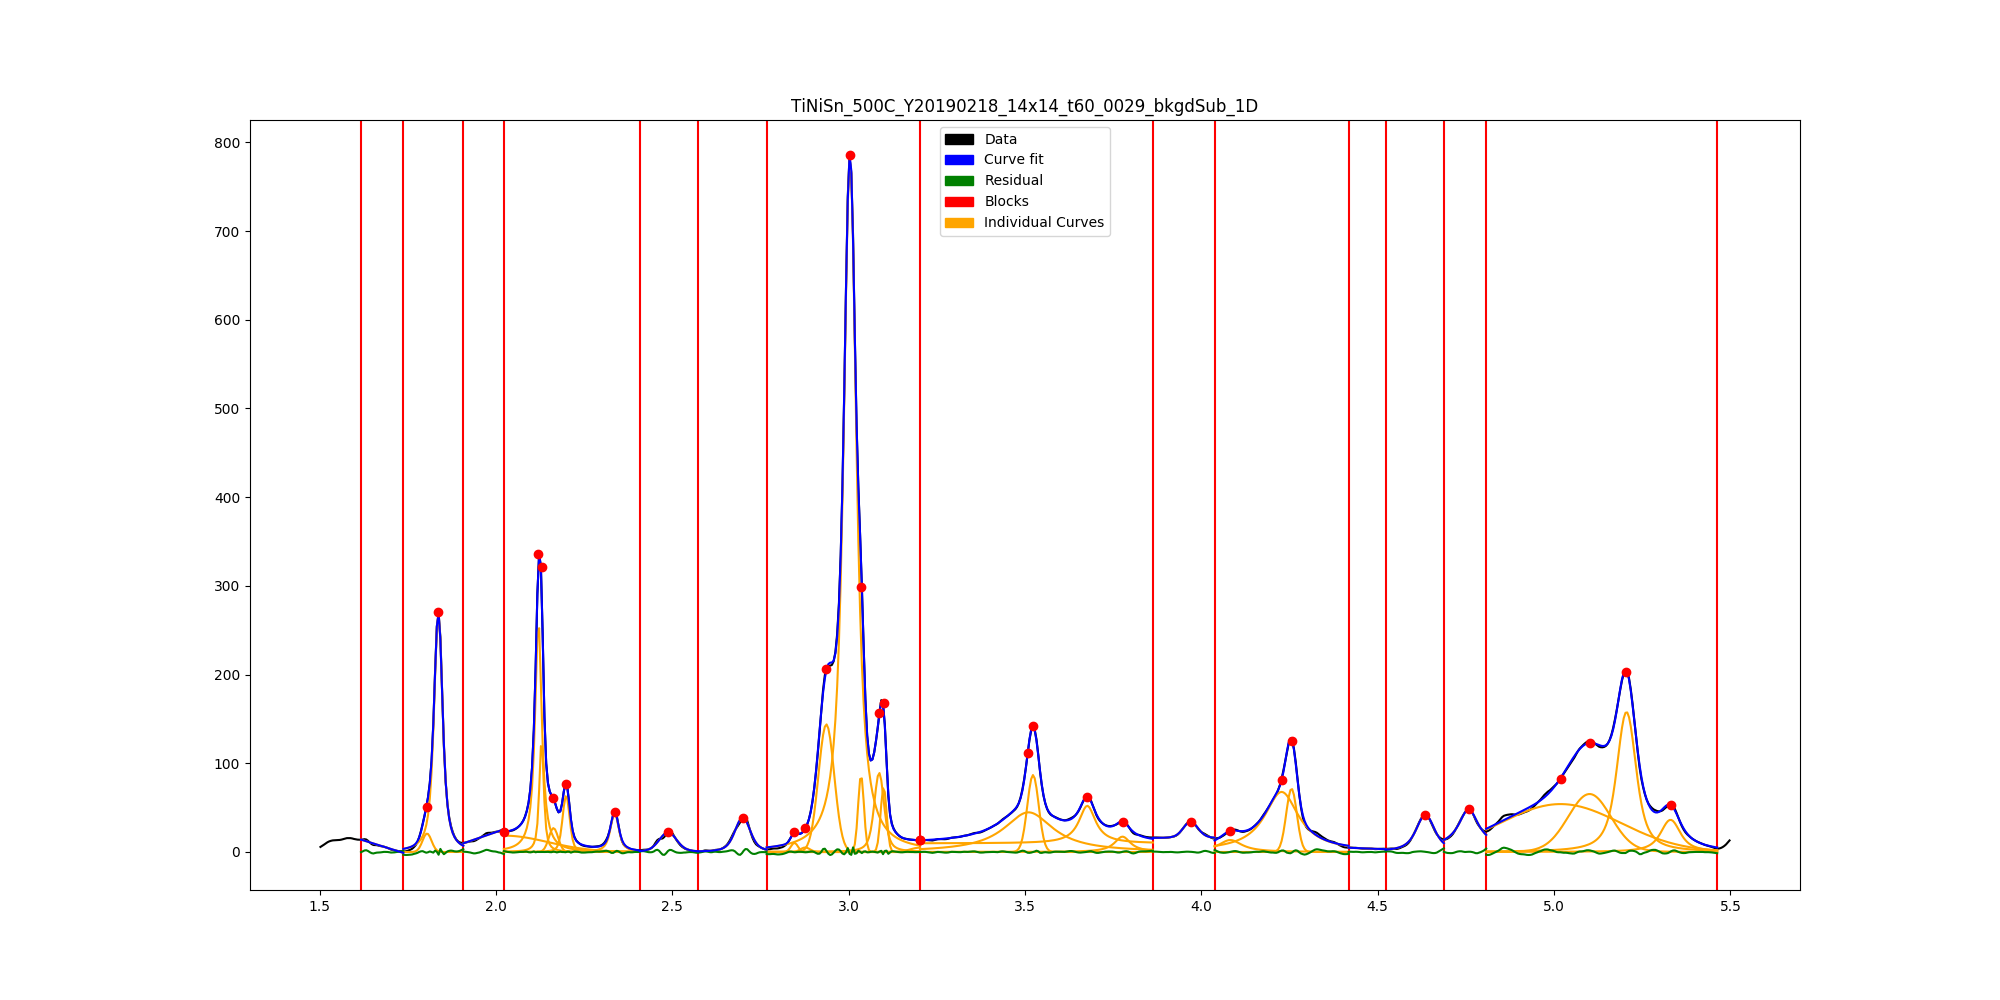 TiNiSn_500C_Y20190218_14x14_t60_0029_bkgdSub_1D
Data
Curve fit
Residual
Blocks
Individual Curves
800
700
600
500
400
300
200
100
0
1.5 2.0 2.5 3.0 3.5 4.0 4.5 5.0 5.5